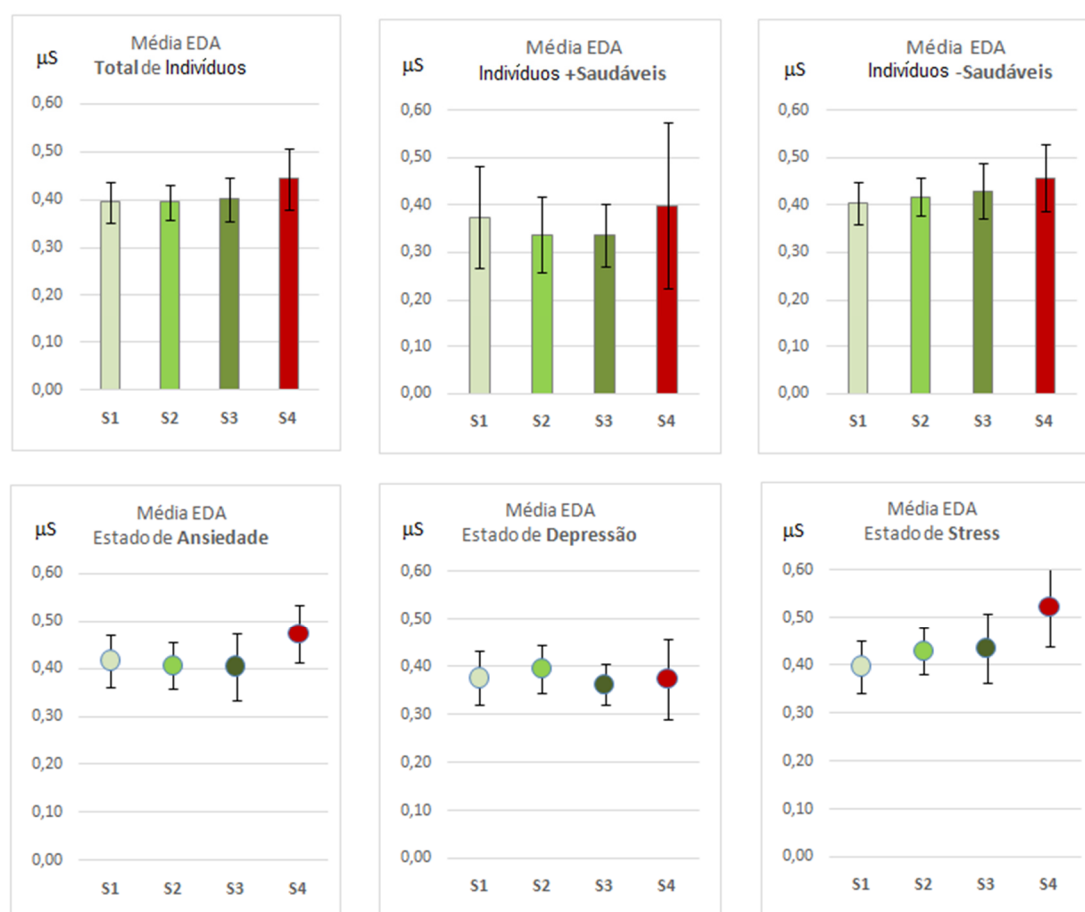 Média EDA
µS
Total de Indivíduos
0,60
0,50
0,40
0,30
0,20
0,10
0,00
S1 S2 S3 S4
Média EDA
µS
Indivíduos +Saudáveis
0,60
0,50
0,40
0,30
0,20
0,10
0,00
S1 S2 S3 S4
Média EDA
µS
Indivíduos -Saudáveis
0,60
0,50
0,40
0,30
0,20
0,10
0,00
S1 S2 S3 S4
Média EDA
µS
Estado de Ansiedade
0,60
0,50
0,40
0,30
0,20
0,10
0,00
S1 S2 S3 S4
Média EDA
µS
Estado de Depressão
0,60
0,50
0,40
0,30
0,20
0,10
0,00
S1 S2 S3 S4
Média EDA
µS
Estado de Stress
0,60
0,50
0,40
0,30
0,20
0,10
0,00
S1 S2 S3 S4